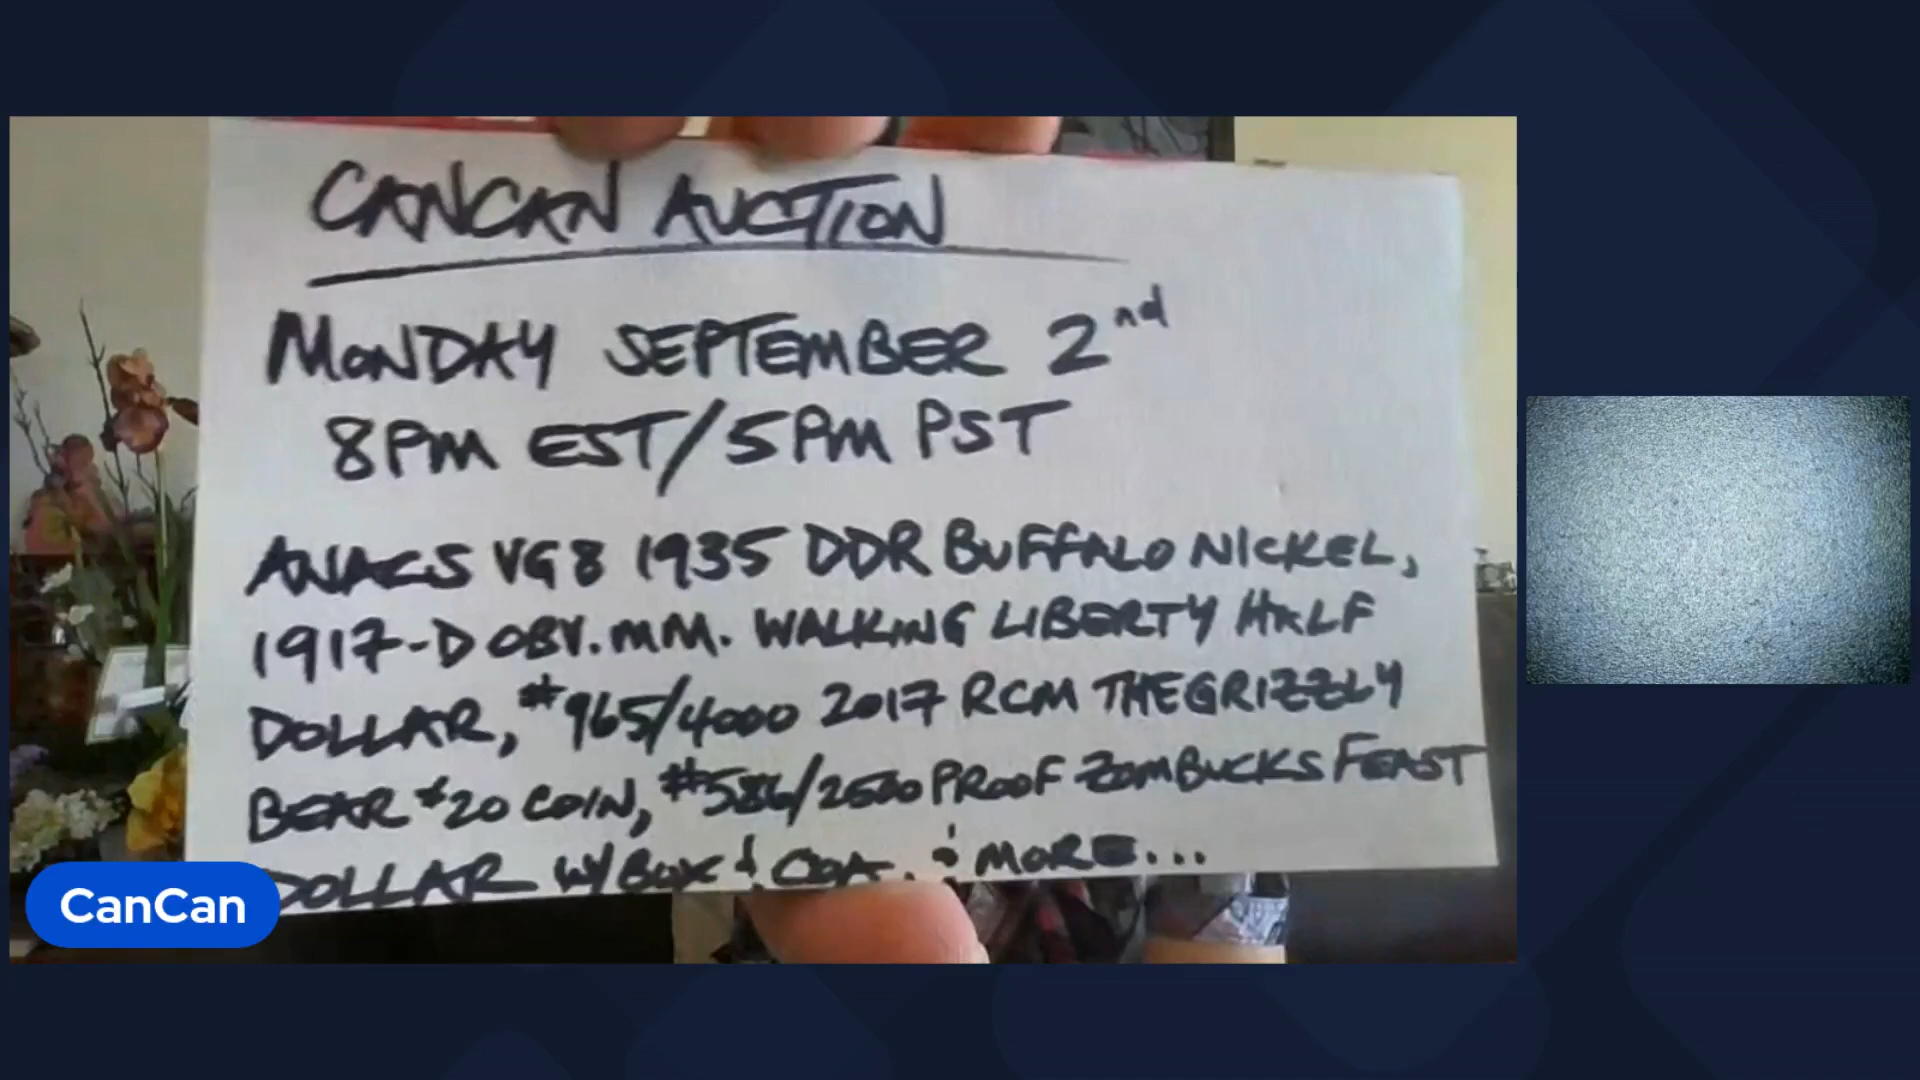 CANCAN AUCTION
MONDAY SEPTEMBER 2nd
8PM EST/5PM PST
ANACS VG8 1935 DDR BUFFALO NICKEL,
1917-D OBV. MM. WALKING LIBERTY HALF
DOLLAR, #965/4000 2017 RCM THE GRIZZLY
BEAR $20 COIN, #586/2500 PROOF ZOMBUCKS FEAST
DOLLAR W/BOX & COA, & MORE...
CanCan